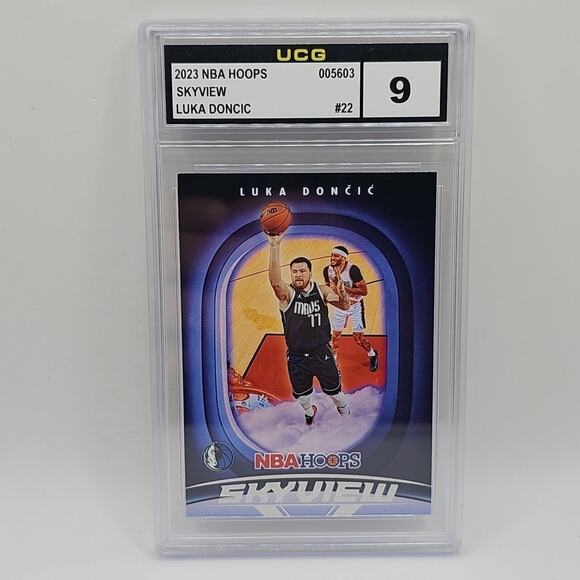 UCG
2023 NBA HOOPS 005603
SKYVIEW
LUKA DONCIC #22
9
LUKA DONČIĆ
MAVS
77
NBA HOOPS
SKYVIEW